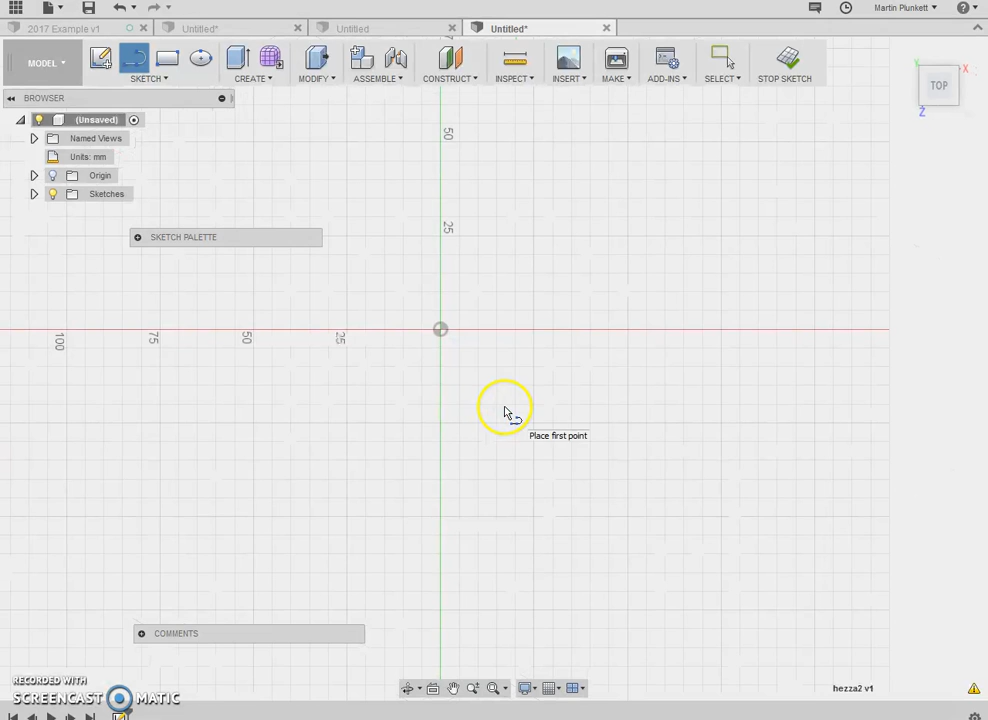 Martin Plunkett
2017 Example v1
Untitled*
Untitled
Untitled*
MODEL
SKETCH
CREATE
MODIFY
ASSEMBLE
CONSTRUCT
INSPECT
INSERT
MAKE
ADD-INS
SELECT
STOP SKETCH
BROWSER
(Unsaved)
Named Views
Units: mm
Origin
Sketches
SKETCH PALETTE
TOP
X
Z
50
25
100
75
50
25
Place first point
COMMENTS
RECORDED WITH
SCREENCAST MATIC
hezza2 v1